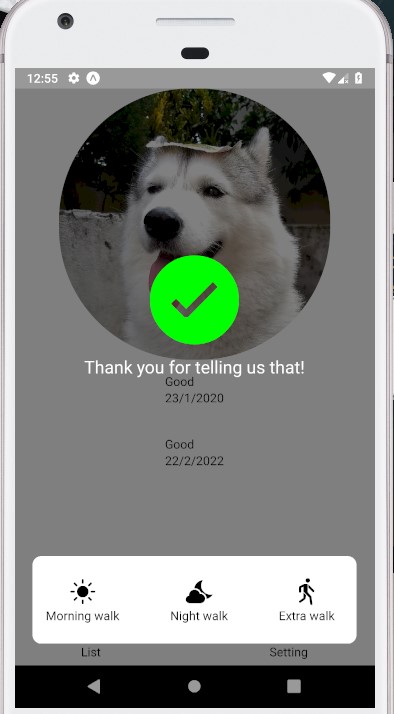 12:55
Thank you for telling us that!
Good
23/1/2020
Good
22/2/2022
Morning walk
Night walk
Extra walk
List
Setting